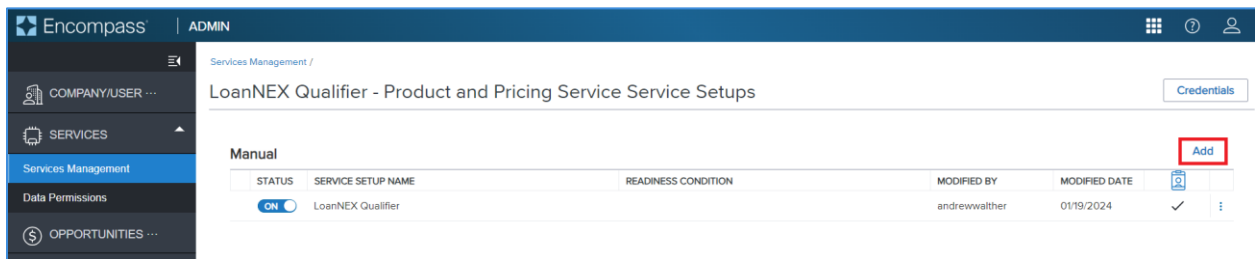 Encompass | ADMIN
Services Management /
COMPANY/USER ...
LoanNEX Qualifier - Product and Pricing Service Service Setups
Credentials
SERVICES
Manual
Add
Services Management
STATUS SERVICE SETUP NAME READINESS CONDITION MODIFIED BY MODIFIED DATE
Data Permissions
ON LoanNEX Qualifier andrewwalther 01/19/2024
OPPORTUNITIES ...